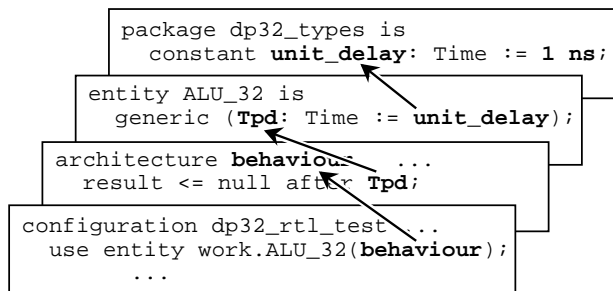 package dp32_types is
constant unit_delay: Time := 1 ns;
entity ALU_32 is
generic (Tpd: Time := unit_delay);
architecture behaviour ...
result <= null after Tpd;
configuration dp32_rtl_test ...
use entity work.ALU_32(behaviour);
...